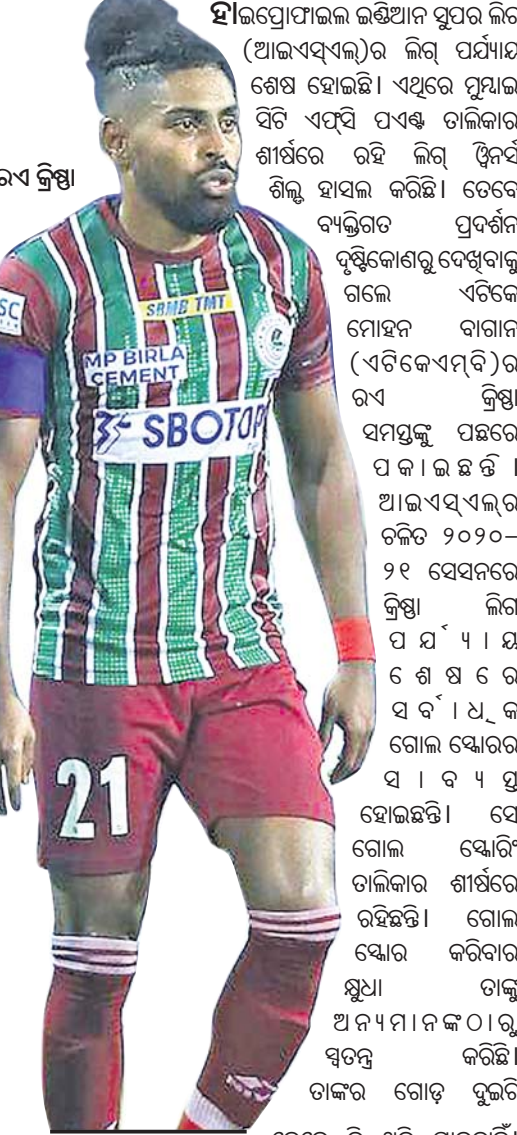 ହାଇପ୍ରୋଫାଇଲ ଇଣ୍ଡିଆନ ସୁପର ଲିଗ
(ଆଇଏସ୍ଏଲ୍)ର ଲିଗ୍ ପର୍ଯ୍ୟାୟ
ଶେଷ ହୋଇଛି। ଏଥିରେ ମୁମ୍ବାଇ
ସିଟି ଏଫ୍‌ସି ପଏଣ୍ଟ ତାଲିକାର
ଶୀର୍ଷରେ ରହି ଲିଗ୍ ୱିନର୍ସ
ଶିଲ୍ଡ ହାସଲ କରିଛି। ତେବେ
ବ୍ୟକ୍ତିଗତ ପ୍ରଦର୍ଶନ
ଦୃଷ୍ଟିକୋଣରୁ ଦେଖିବାକୁ
ଗଲେ ଏଟିକେ
ମୋହନ ବାଗାନ
(ଏଟିକେଏମ୍‌ବି)ର
ରଏ କ୍ରିଷ୍ଣା
ସମସ୍ତଙ୍କୁ ପଛରେ
ପକାଇଛନ୍ତି।
ଆଇଏସ୍ଏଲ୍‌ର
ଚଳିତ ୨୦୨୦–
୨୧ ସେସନରେ
କ୍ରିଷ୍ଣା ଲିଗ
ପର୍ଯ୍ୟାୟ
ଶେଷରେ
ସର୍ବାଧିକ
ଗୋଲ ସ୍କୋରର
ସାବ୍ୟସ୍ତ
ହୋଇଛନ୍ତି। ସେ
ଗୋଲ ସ୍କୋରିଂ
ତାଲିକାର ଶୀର୍ଷରେ
ରହିଛନ୍ତି। ଗୋଲ
ସ୍କୋର କରିବାର
କ୍ଷୁଧା ତାଙ୍କୁ
ଅନ୍ୟମାନଙ୍କଠାରୁ
ସ୍ୱତନ୍ତ୍ର କରିଛି।
ତାଙ୍କର ଗୋଡ଼ ଦୁଇଟି
ରଏ କ୍ରିଷ୍ଣା
SRMB TMT
SC
MP BIRLA
CEMENT
SBOTOP
21